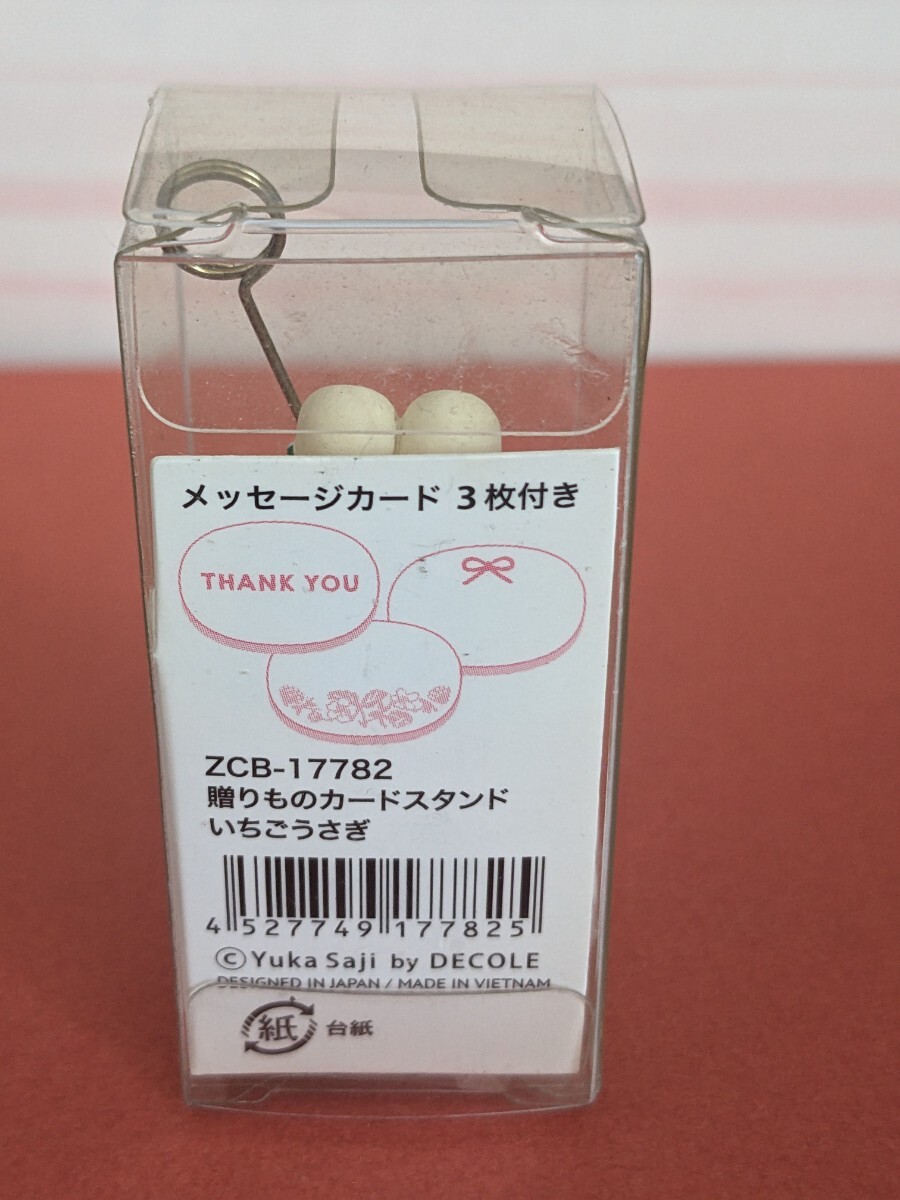 メッセージカード 3枚付き
THANK YOU
ZCB-17782
贈りものカードスタンド
いちごうさぎ
4 527749 177825
©Yuka Saji by DECOLE
DESIGNED IN JAPAN / MADE IN VIETNAM
紙 台紙